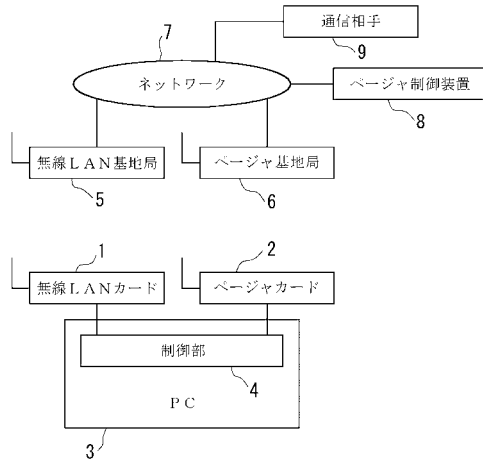 通信相手
7
9
ネットワーク
ページャ制御装置
8
無線LAN基地局
ページャ基地局
5
6
1
2
無線LANカード
ページャカード
制御部
4
PC
3